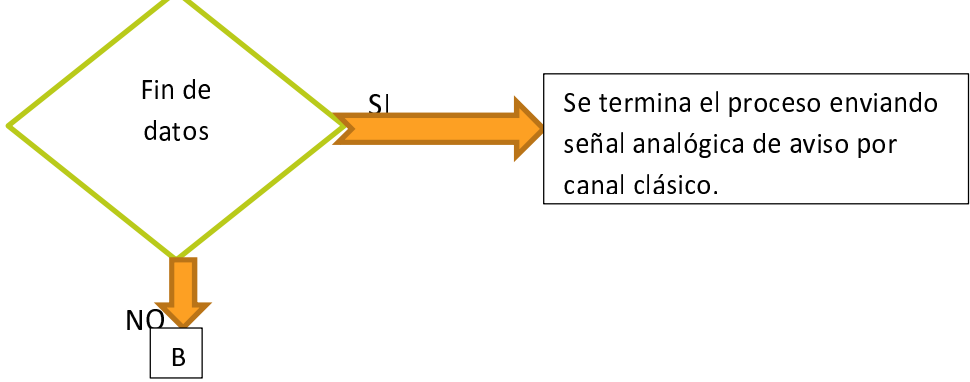 Fin de
datos
SI
Se termina el proceso enviando
señal analógica de aviso por
canal clásico.
NO
B